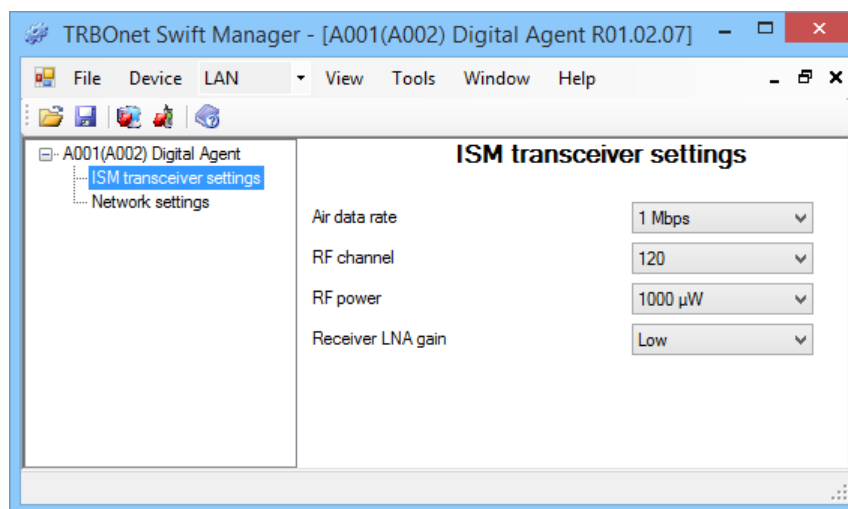 TRBOnet Swift Manager - [A001(A002) Digital Agent R01.02.07]
File Device LAN View Tools Window Help
A001(A002) Digital Agent
ISM transceiver settings
Network settings
ISM transceiver settings
Air data rate 1 Mbps
RF channel 120
RF power 1000 µW
Receiver LNA gain Low